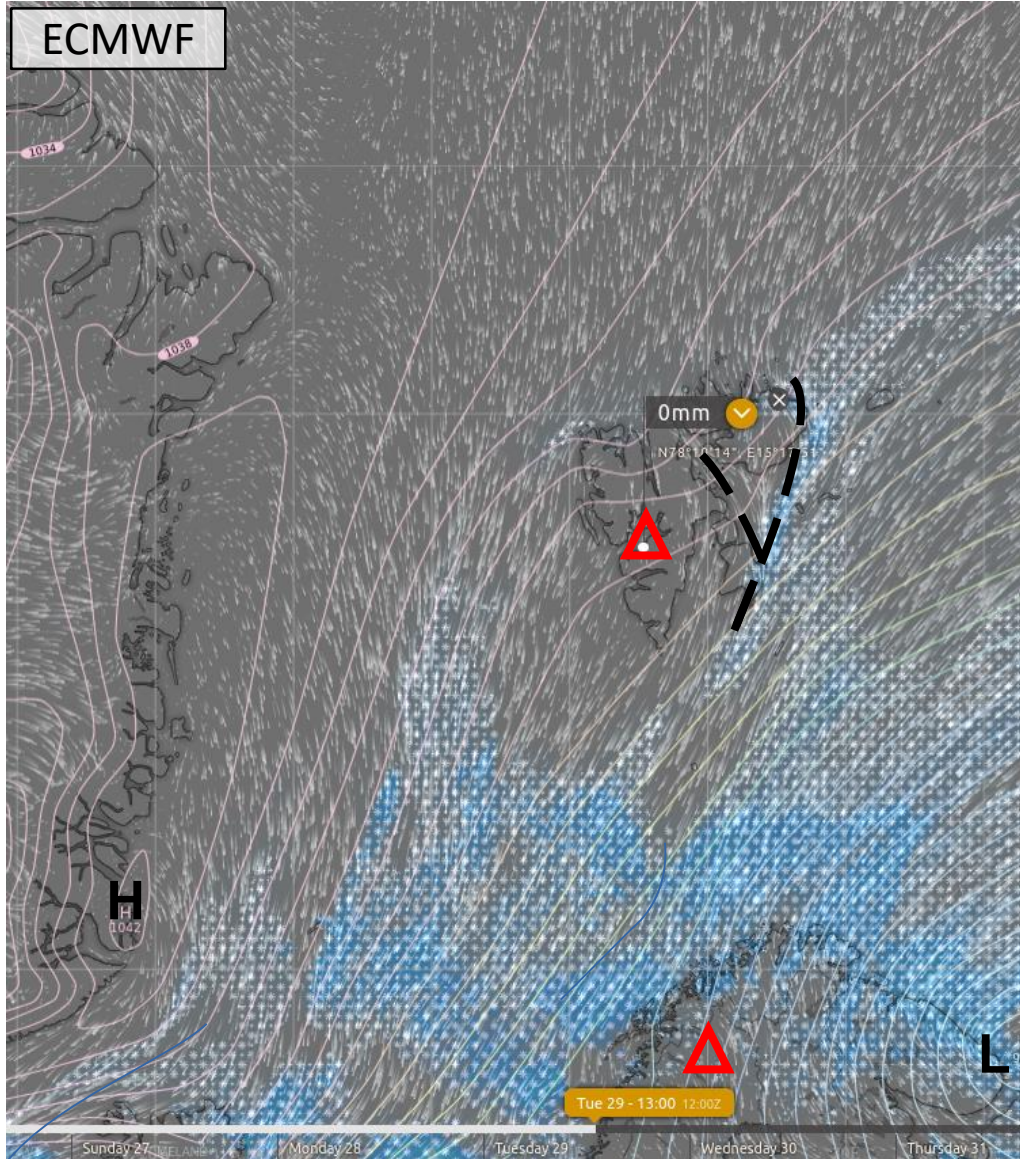 ECMWF
1034
1038
0mm
H
H
1042
L
Tue 29 - 13:00 12:00Z
Sunday 27
Monday 28
Tuesday 29
Wednesday 30
Thursday 31